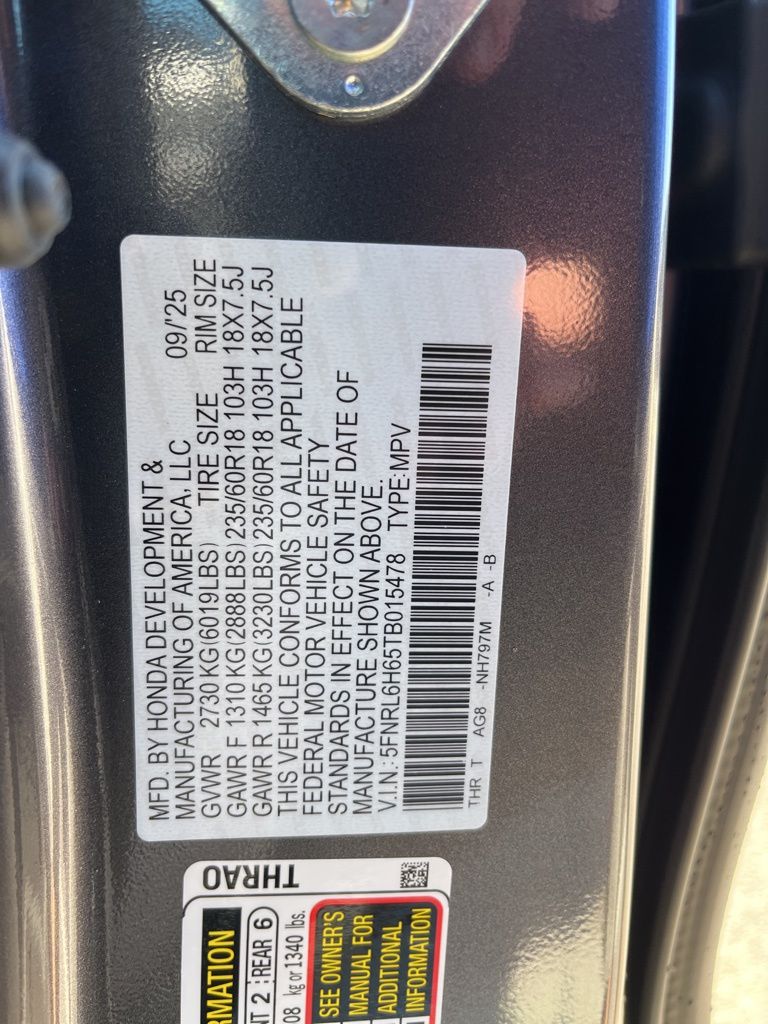 MFD. BY HONDA DEVELOPMENT &
MANUFACTURING OF AMERICA, LLC 09/'25
GVWR 2730 KG(6019LBS) TIRE SIZE RIM SIZE
GAWR F 1310 KG(2888LBS)235/60R18 103H 18X7.5J
GAWR R 1465 KG(3230LBS)235/60R18 103H 18X7.5J
THIS VEHICLE CONFORMS TO ALL APPLICABLE
FEDERAL MOTOR VEHICLE SAFETY
STANDARDS IN EFFECT ON THE DATE OF
MANUFACTURE SHOWN ABOVE.
V.I.N.:5FNRL6H65TB015478 TYPE:MPV
THR T AG8 -NH797M -A -B
THRAO
REAR 6
kg or 1340 lbs.
SEE OWNER'S
MANUAL FOR
ADDITIONAL
INFORMATION